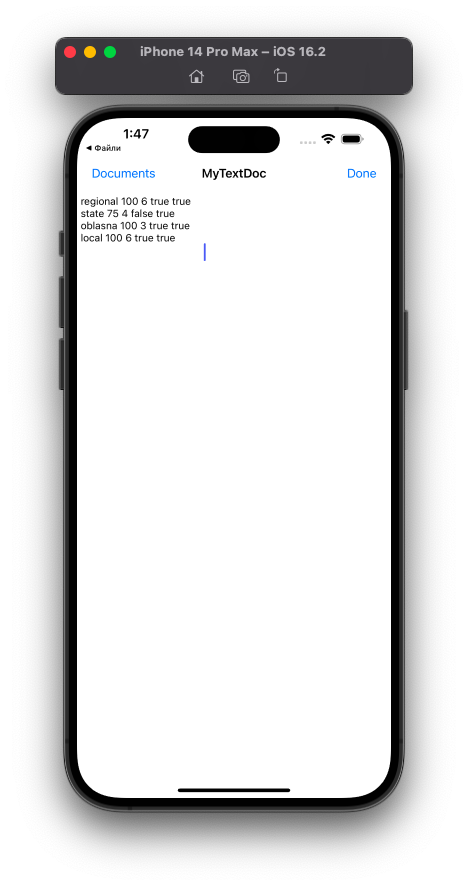 iPhone 14 Pro Max – iOS 16.2
1:47
◀ Файли
Documents MyTextDoc Done
regional 100 6 true true
state 75 4 false true
oblasna 100 3 true true
local 100 6 true true